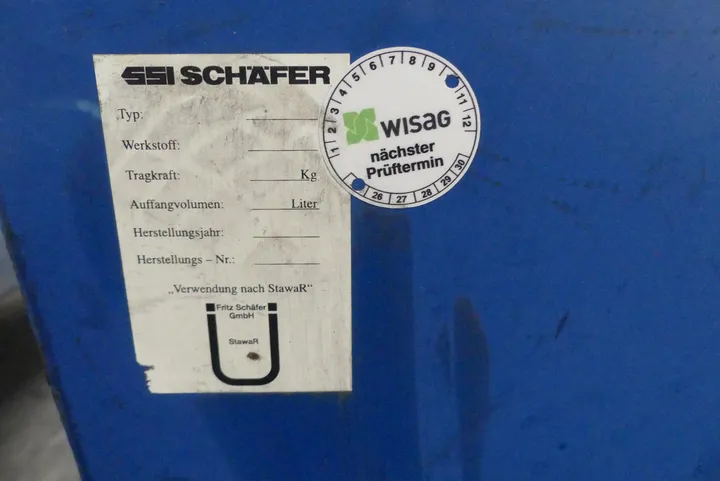 SSI SCHÄFER
Typ:
Werkstoff:
Tragkraft: Kg
Auffangvolumen: Liter
Herstellungsjahr:
Herstellungs – Nr.:
„Verwendung nach StawaR"
Fritz Schäfer
GmbH
StawaR
1 2 3 4 5 6 7 8 9 11 12
WISAG
nächster
Prüftermin
26 27 28 29 30